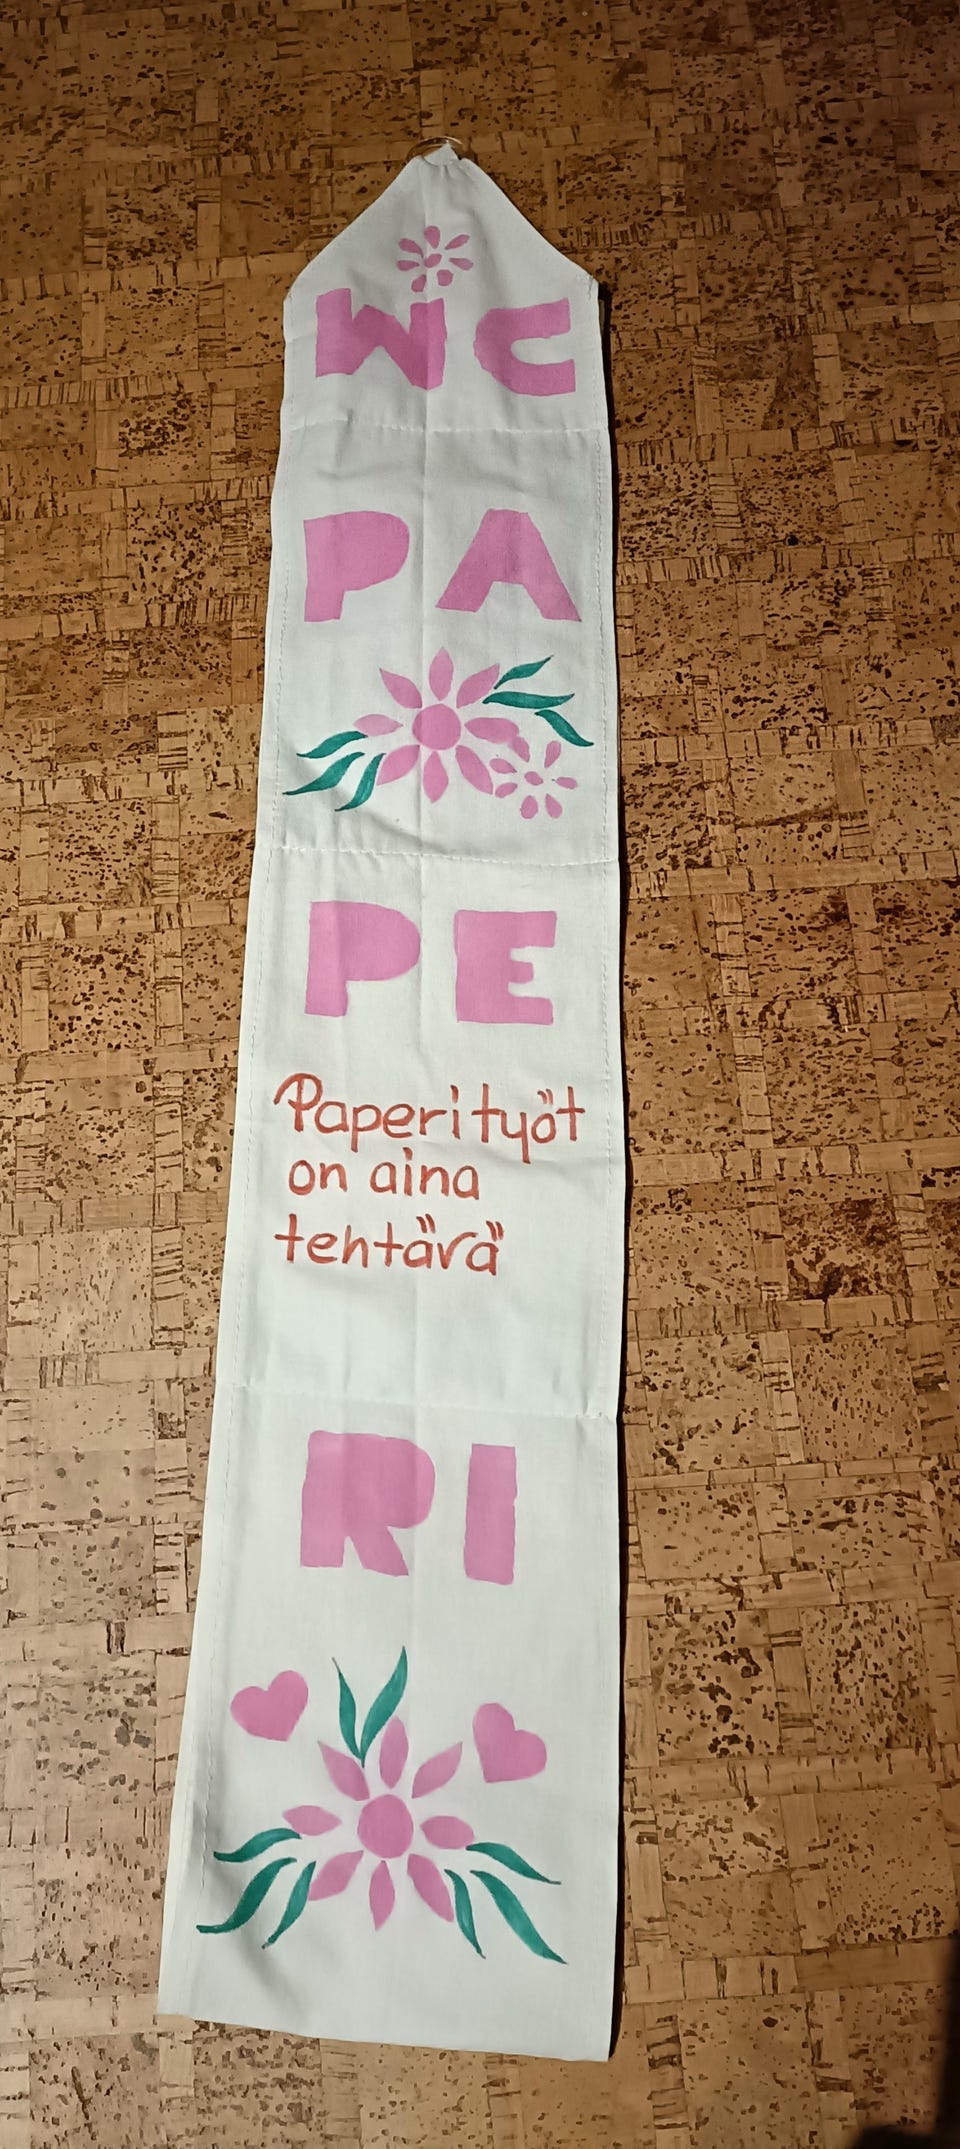 WC
PA
PE
Paperityöt
on aina
tehtävä
RI